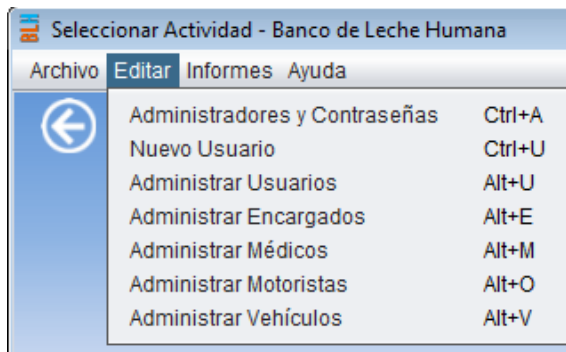 BLH Seleccionar Actividad - Banco de Leche Humana
Archivo Editar Informes Ayuda
Administradores y Contraseñas Ctrl+A
Nuevo Usuario Ctrl+U
Administrar Usuarios Alt+U
Administrar Encargados Alt+E
Administrar Médicos Alt+M
Administrar Motoristas Alt+O
Administrar Vehículos Alt+V